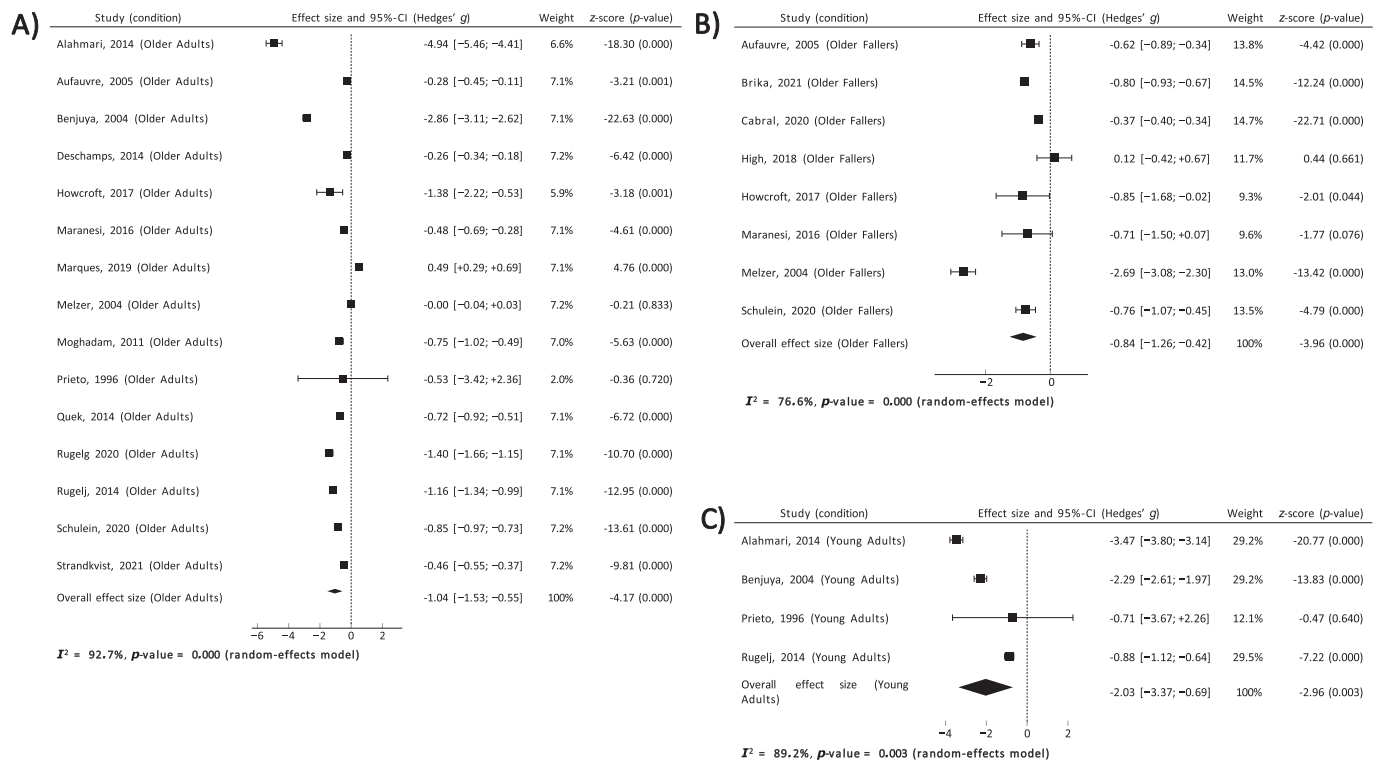 A)
Study (condition) Effect size and 95%-CI (Hedges' g) Weight z-score (p-value)
Alahmari, 2014 (Older Adults) -4.94 [−5.46; −4.41] 6.6% -18.30 (0.000)
Aufauvre, 2005 (Older Adults) -0.28 [−0.45; −0.11] 7.1% -3.21 (0.001)
Benjuya, 2004 (Older Adults) -2.86 [−3.11; −2.62] 7.1% -22.63 (0.000)
Deschamps, 2014 (Older Adults) -0.26 [−0.34; −0.18] 7.2% -6.42 (0.000)
Howcroft, 2017 (Older Adults) -1.38 [−2.22; −0.53] 5.9% -3.18 (0.001)
Maranesi, 2016 (Older Adults) -0.48 [−0.69; −0.28] 7.1% -4.61 (0.000)
Marques, 2019 (Older Adults) 0.49 [+0.29; +0.69] 7.1% 4.76 (0.000)
Melzer, 2004 (Older Adults) -0.00 [−0.04; +0.03] 7.2% -0.21 (0.833)
Moghadam, 2011 (Older Adults) -0.75 [−1.02; −0.49] 7.0% -5.63 (0.000)
Prieto, 1996 (Older Adults) -0.53 [−3.42; +2.36] 2.0% -0.36 (0.720)
Quek, 2014 (Older Adults) -0.72 [−0.92; −0.51] 7.1% -6.72 (0.000)
Rugelg 2020 (Older Adults) -1.40 [−1.66; −1.15] 7.1% -10.70 (0.000)
Rugelj, 2014 (Older Adults) -1.16 [−1.34; −0.99] 7.1% -12.95 (0.000)
Schulein, 2020 (Older Adults) -0.85 [−0.97; −0.73] 7.2% -13.61 (0.000)
Strandkvist, 2021 (Older Adults) -0.46 [−0.55; −0.37] 7.2% -9.81 (0.000)
Overall effect size (Older Adults) -1.04 [−1.53; −0.55] 100% -4.17 (0.000)
−6 −4 −2 0 2
I² = 92.7%, p-value = 0.000 (random-effects model)
B)
Study (condition) Effect size and 95%-CI (Hedges' g) Weight z-score (p-value)
Aufauvre, 2005 (Older Fallers) -0.62 [−0.89; −0.34] 13.8% -4.42 (0.000)
Brika, 2021 (Older Fallers) -0.80 [−0.93; −0.67] 14.5% -12.24 (0.000)
Cabral, 2020 (Older Fallers) -0.37 [−0.40; −0.34] 14.7% -22.71 (0.000)
High, 2018 (Older Fallers) 0.12 [−0.42; +0.67] 11.7% 0.44 (0.661)
Howcroft, 2017 (Older Fallers) -0.85 [−1.68; −0.02] 9.3% -2.01 (0.044)
Maranesi, 2016 (Older Fallers) -0.71 [−1.50; +0.07] 9.6% -1.77 (0.076)
Melzer, 2004 (Older Fallers) -2.69 [−3.08; −2.30] 13.0% -13.42 (0.000)
Schulein, 2020 (Older Fallers) -0.76 [−1.07; −0.45] 13.5% -4.79 (0.000)
Overall effect size (Older Fallers) -0.84 [−1.26; −0.42] 100% -3.96 (0.000)
−2 0
I² = 76.6%, p-value = 0.000 (random-effects model)
C)
Study (condition) Effect size and 95%-CI (Hedges' g) Weight z-score (p-value)
Alahmari, 2014 (Young Adults) -3.47 [−3.80; −3.14] 29.2% -20.77 (0.000)
Benjuya, 2004 (Young Adults) -2.29 [−2.61; −1.97] 29.2% -13.83 (0.000)
Prieto, 1996 (Young Adults) -0.71 [−3.67; +2.26] 12.1% -0.47 (0.640)
Rugelj, 2014 (Young Adults) -0.88 [−1.12; −0.64] 29.5% -7.22 (0.000)
Overall effect size (Young
Adults) -2.03 [−3.37; −0.69] 100% -2.96 (0.003)
−4 −2 0 2
I² = 89.2%, p-value = 0.003 (random-effects model)